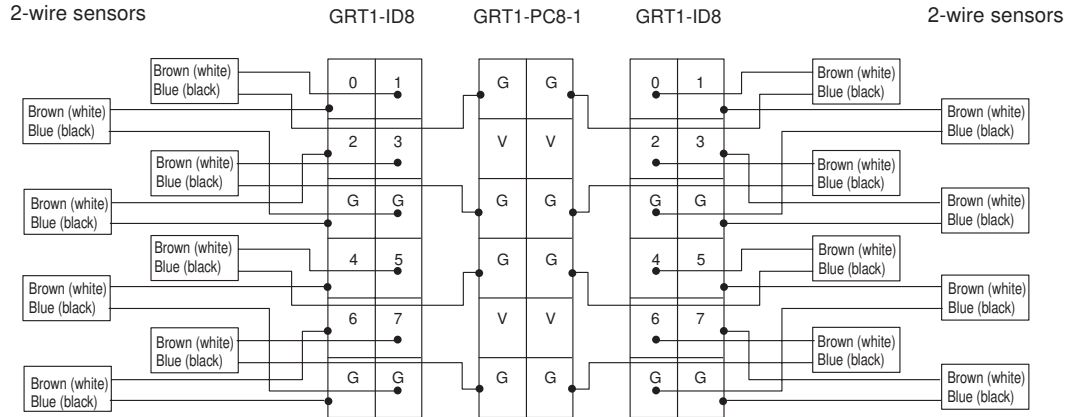 2-wire sensors GRT1-ID8 GRT1-PC8-1 GRT1-ID8 2-wire sensors
Brown (white)
Blue (black)
Brown (white)
Blue (black)
Brown (white)
Blue (black)
Brown (white)
Blue (black)
Brown (white)
Blue (black)
Brown (white)
Blue (black)
Brown (white)
Blue (black)
Brown (white)
Blue (black)
0 1 G G 0 1
2 3 V V 2 3
G G G G G G
4 5 G G 4 5
6 7 V V 6 7
G G G G G G
Brown (white)
Blue (black)
Brown (white)
Blue (black)
Brown (white)
Blue (black)
Brown (white)
Blue (black)
Brown (white)
Blue (black)
Brown (white)
Blue (black)
Brown (white)
Blue (black)
Brown (white)
Blue (black)